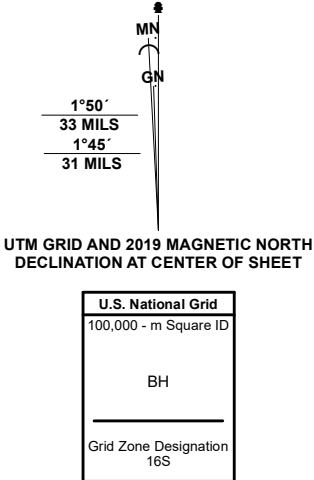 MN
GN
1°50´
33 MILS
1°45´
31 MILS
UTM GRID AND 2019 MAGNETIC NORTH
DECLINATION AT CENTER OF SHEET
U.S. National Grid
100,000 - m Square ID
BH
Grid Zone Designation
16S